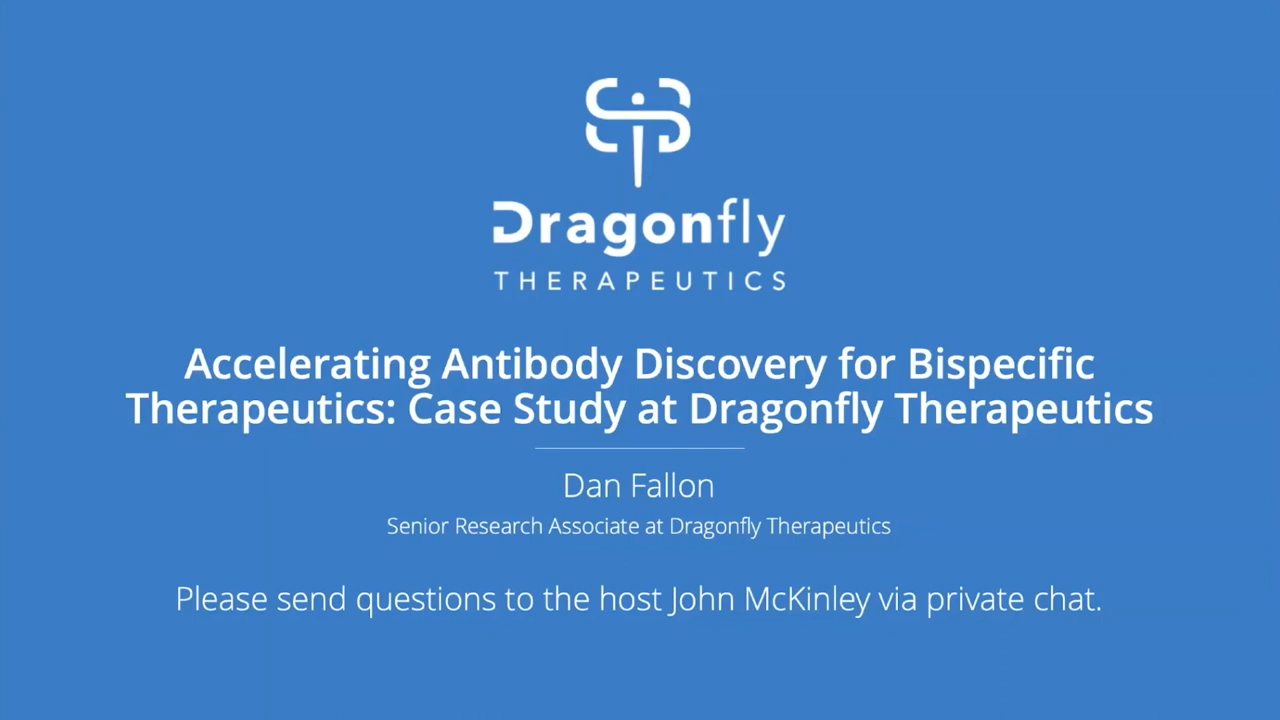 Dragonfly
THERAPEUTICS
Accelerating Antibody Discovery for Bispecific
Therapeutics: Case Study at Dragonfly Therapeutics
Dan Fallon
Senior Research Associate at Dragonfly Therapeutics
Please send questions to the host John McKinley via private chat.